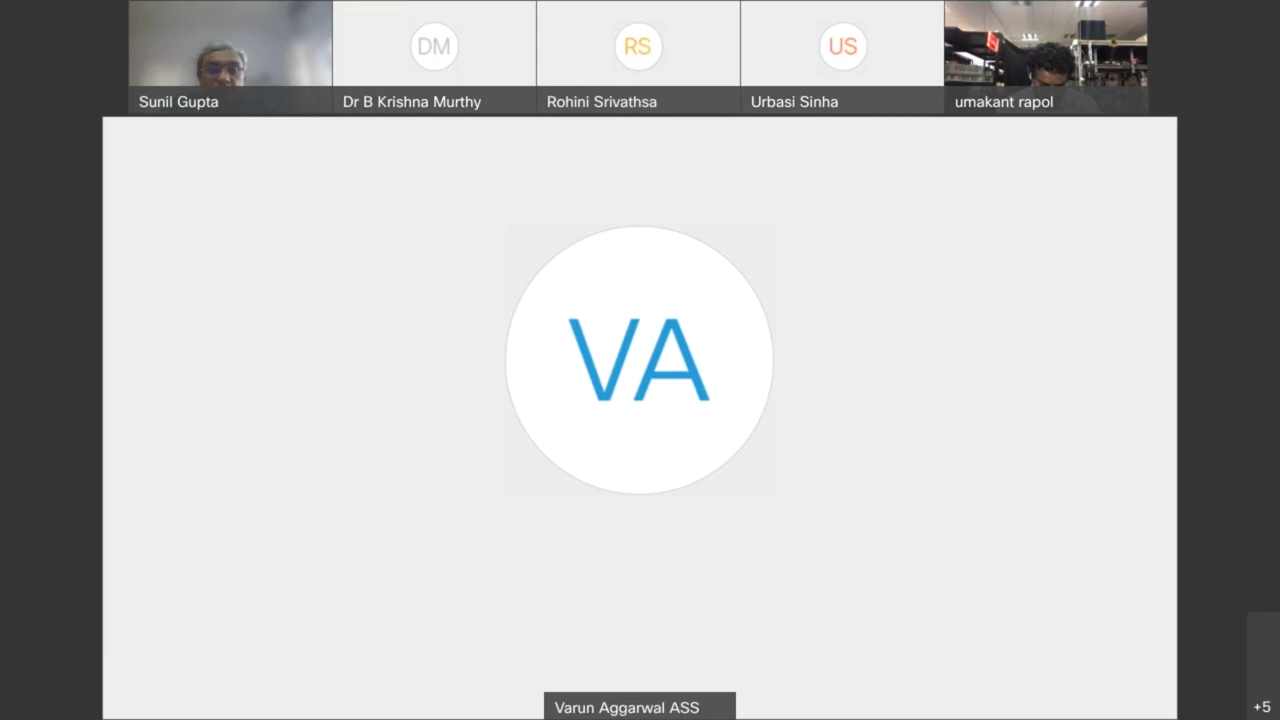 DM
RS
US
Sunil Gupta
Dr B Krishna Murthy
Rohini Srivathsa
Urbasi Sinha
umakant rapol
VA
Varun Aggarwal ASS
+5